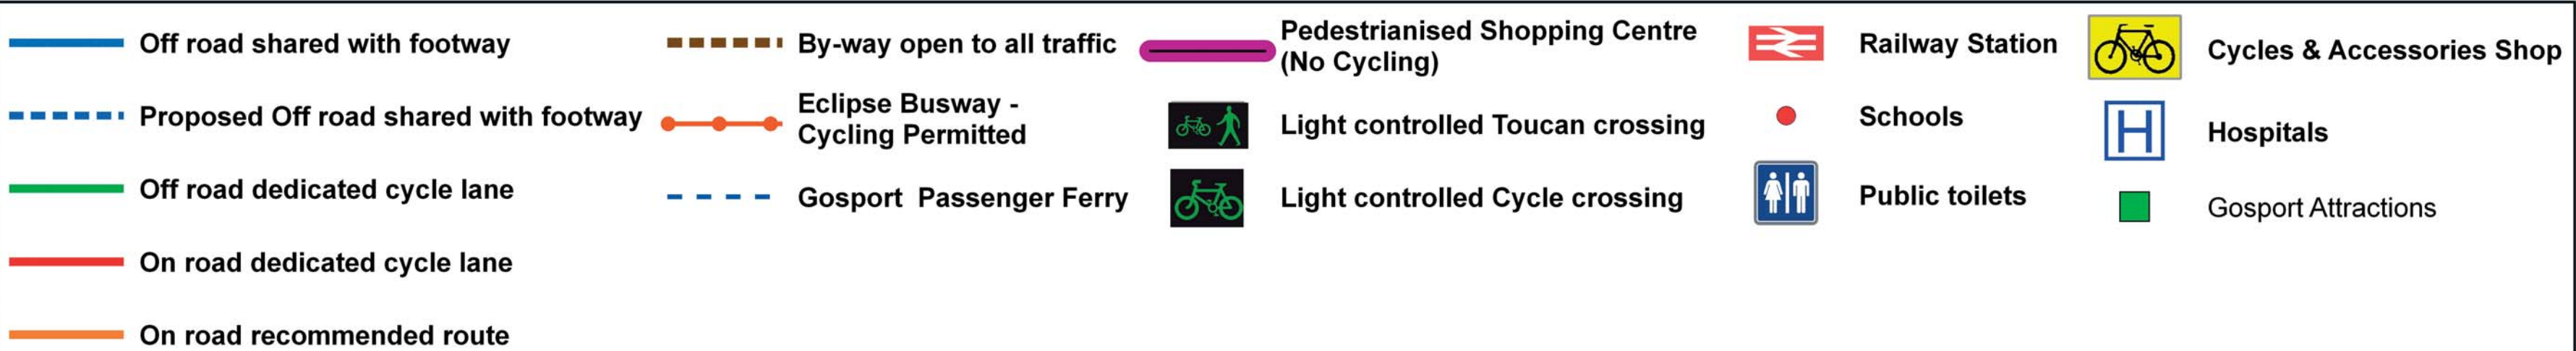 Off road shared with footway
Proposed Off road shared with footway
Off road dedicated cycle lane
On road dedicated cycle lane
On road recommended route
By-way open to all traffic
Eclipse Busway -
Cycling Permitted
Gosport  Passenger Ferry
Pedestrianised Shopping Centre
(No Cycling)
Light controlled Toucan crossing
Light controlled Cycle crossing
Railway Station
Schools
Public toilets
Cycles & Accessories Shop
H
Hospitals
Gosport Attractions